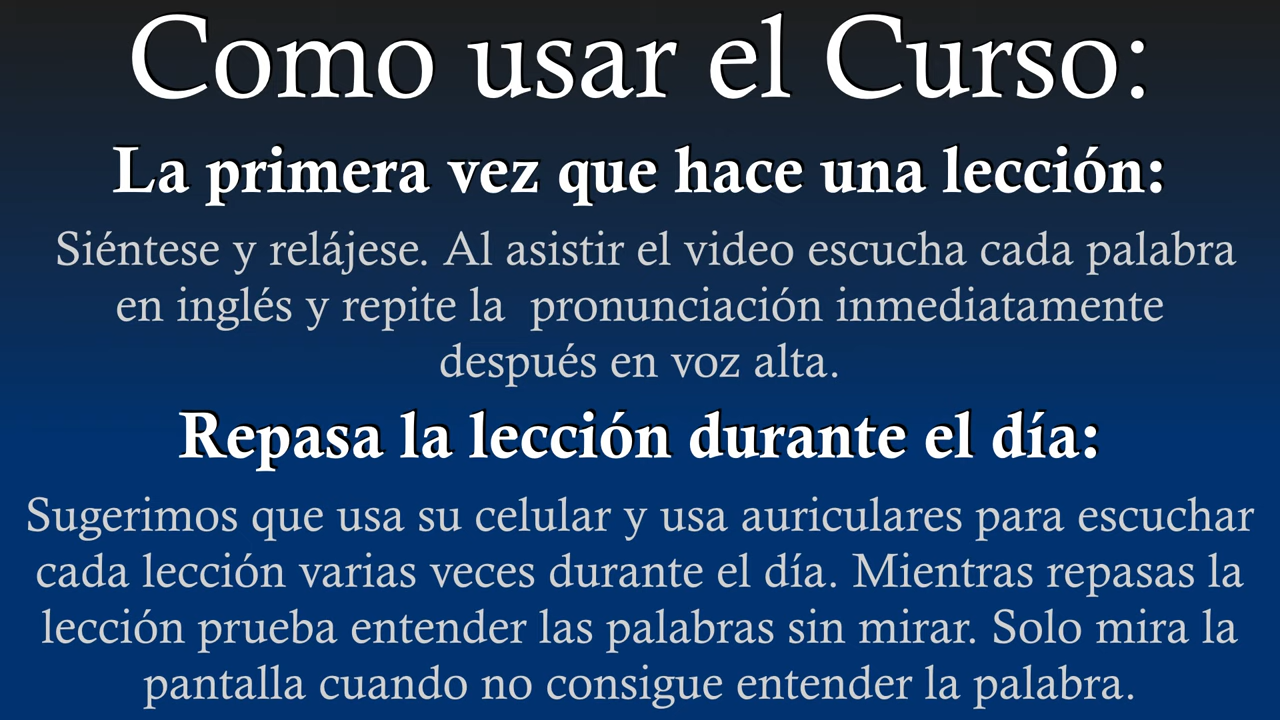 Como usar el Curso:
La primera vez que hace una lección:
Siéntese y relájese. Al asistir el video escucha cada palabra
en inglés y repite la  pronunciación inmediatamente
después en voz alta.
Repasa la lección durante el día:
Sugerimos que usa su celular y usa auriculares para escuchar
cada lección varias veces durante el día. Mientras repasas la
lección prueba entender las palabras sin mirar. Solo mira la
pantalla cuando no consigue entender la palabra.